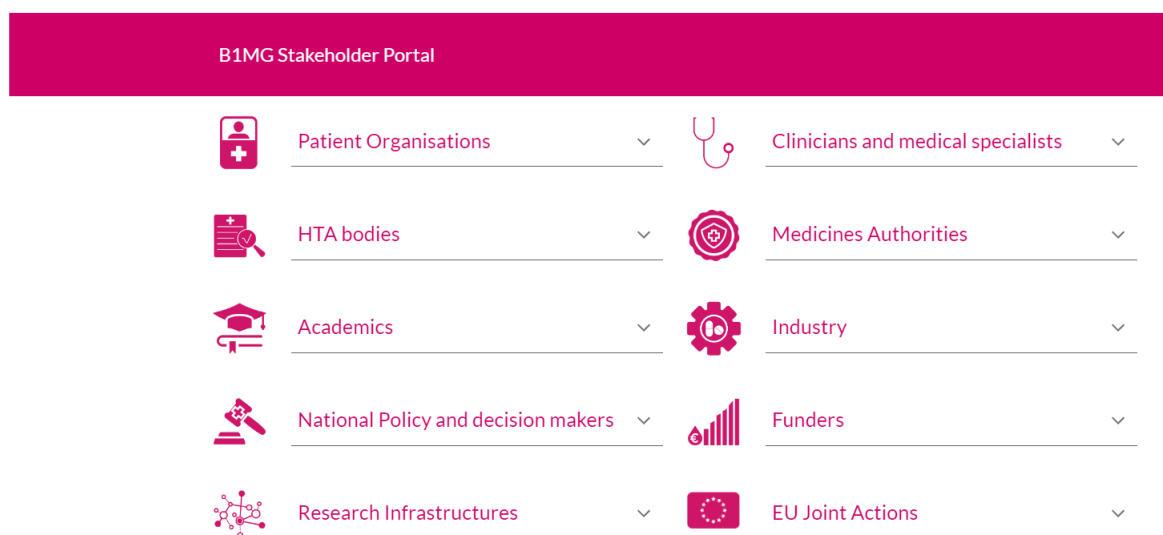 B1MG Stakeholder Portal
Patient Organisations
Clinicians and medical specialists
HTA bodies
Medicines Authorities
Academics
Industry
National Policy and decision makers
Funders
Research Infrastructures
EU Joint Actions